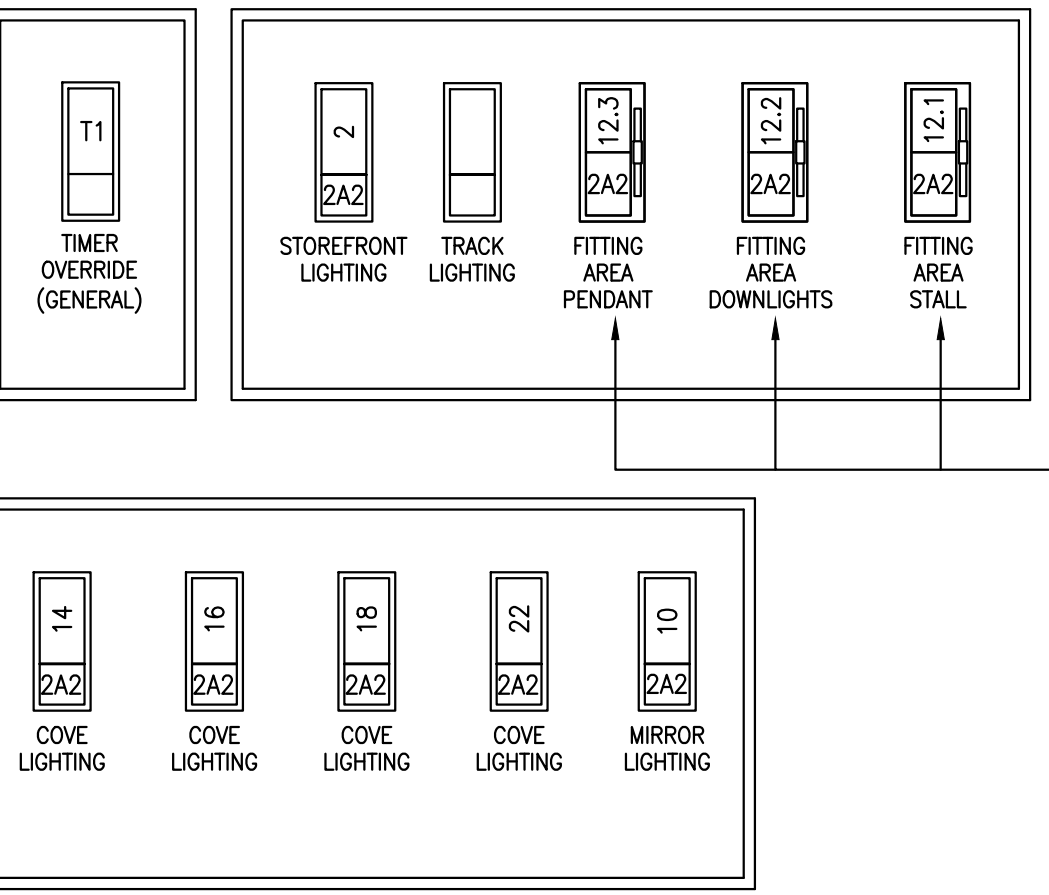 T1
TIMER
OVERRIDE
(GENERAL)
2
2A2
STOREFRONT
LIGHTING
TRACK
LIGHTING
12.3
2A2
FITTING
AREA
PENDANT
12.2
2A2
FITTING
AREA
DOWNLIGHTS
12.1
2A2
FITTING
AREA
STALL
14
2A2
COVE
LIGHTING
16
2A2
COVE
LIGHTING
18
2A2
COVE
LIGHTING
22
2A2
COVE
LIGHTING
10
2A2
MIRROR
LIGHTING